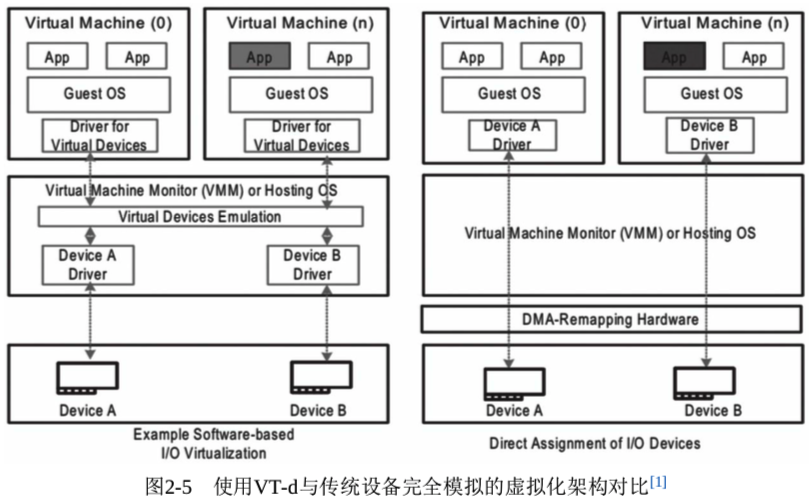 Virtual Machine (0)
App
App
Guest OS
Driver for
Virtual Devices
Virtual Machine (n)
App
App
Guest OS
Driver for
Virtual Devices
Virtual Machine Monitor (VMM) or Hosting OS
Virtual Devices Emulation
Device A
Driver
Device B
Driver
Device A
Device B
Example Software-based
I/O Virtualization
Virtual Machine (0)
App
App
Guest OS
Device A
Driver
Virtual Machine (n)
App
App
Guest OS
Device B
Driver
Virtual Machine Monitor (VMM) or Hosting OS
DMA-Remapping Hardware
Device A
Device B
Direct Assignment of I/O Devices
图2-5 使用VT-d与传统设备完全模拟的虚拟化架构对比[1]